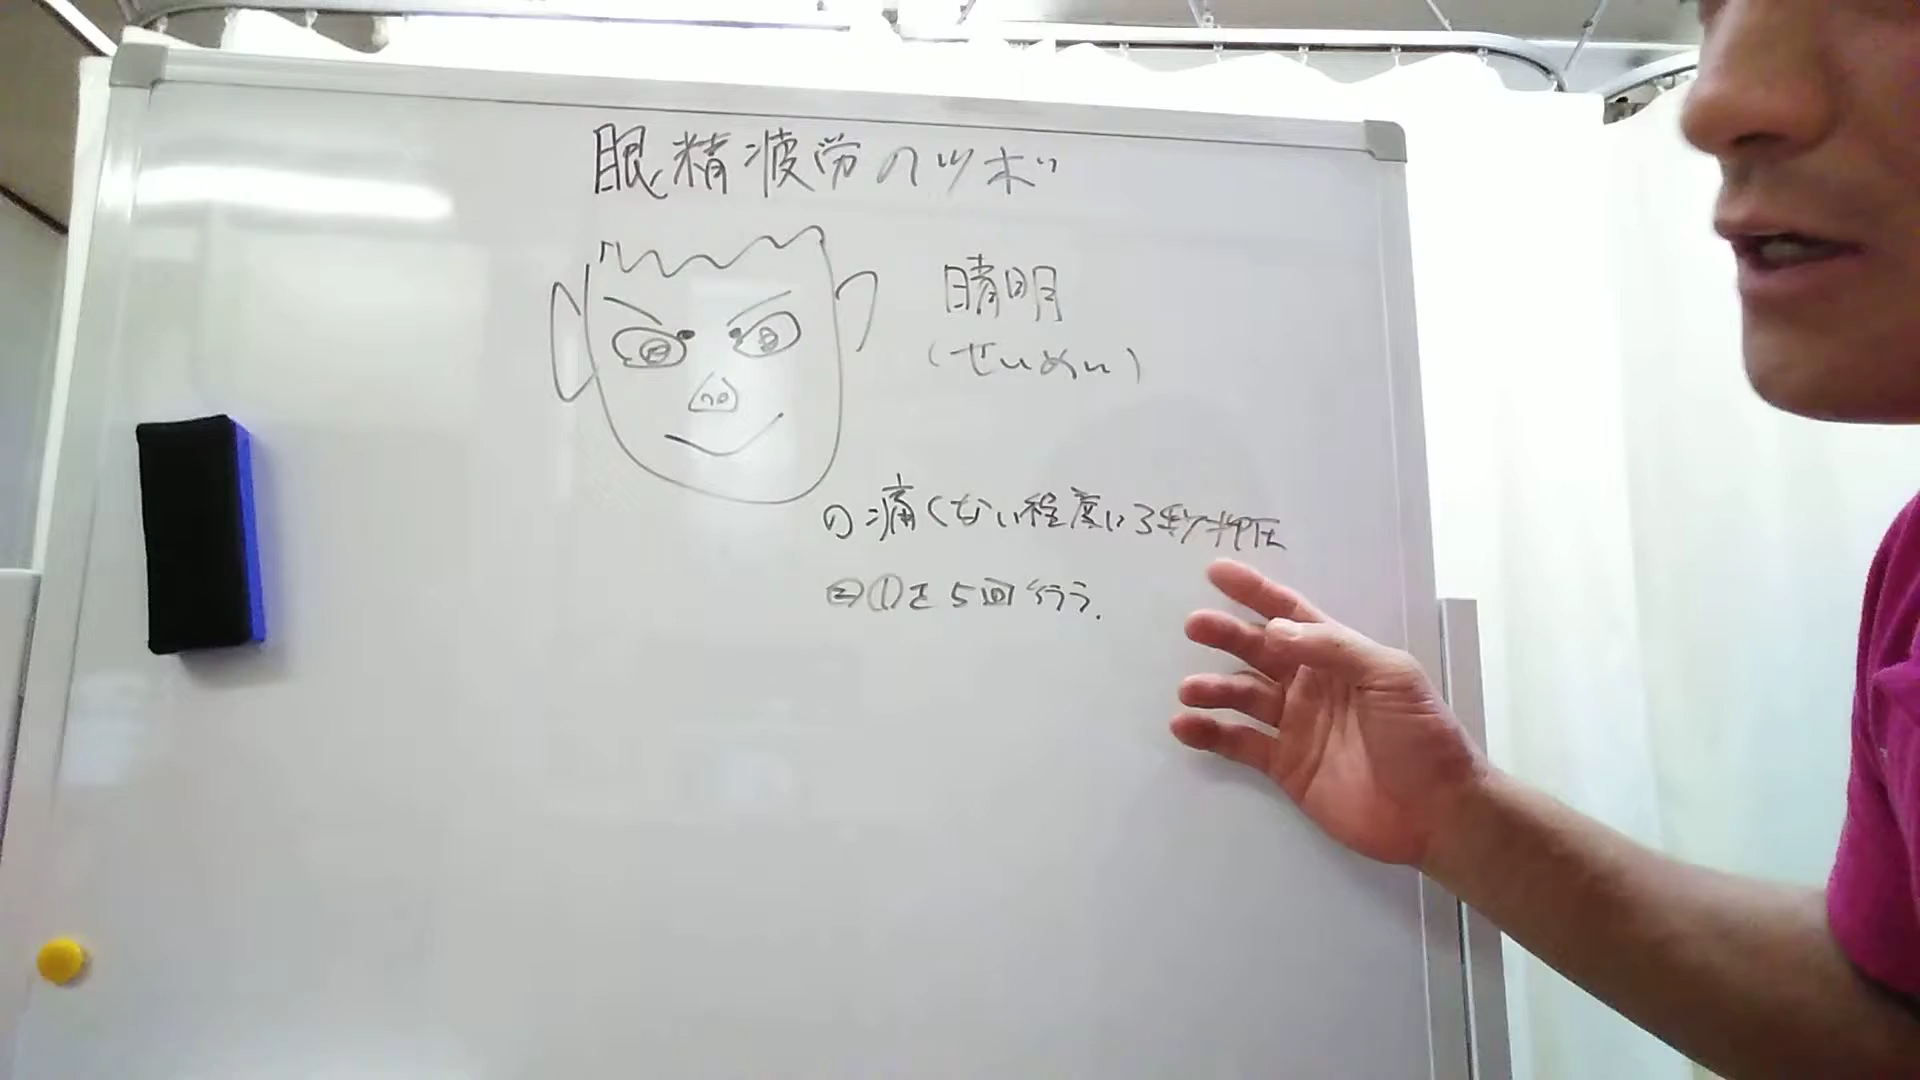 眼精疲労のツボ
晴明
(せいめい)
①痛くない程度に3秒押圧
②①を5回行う.